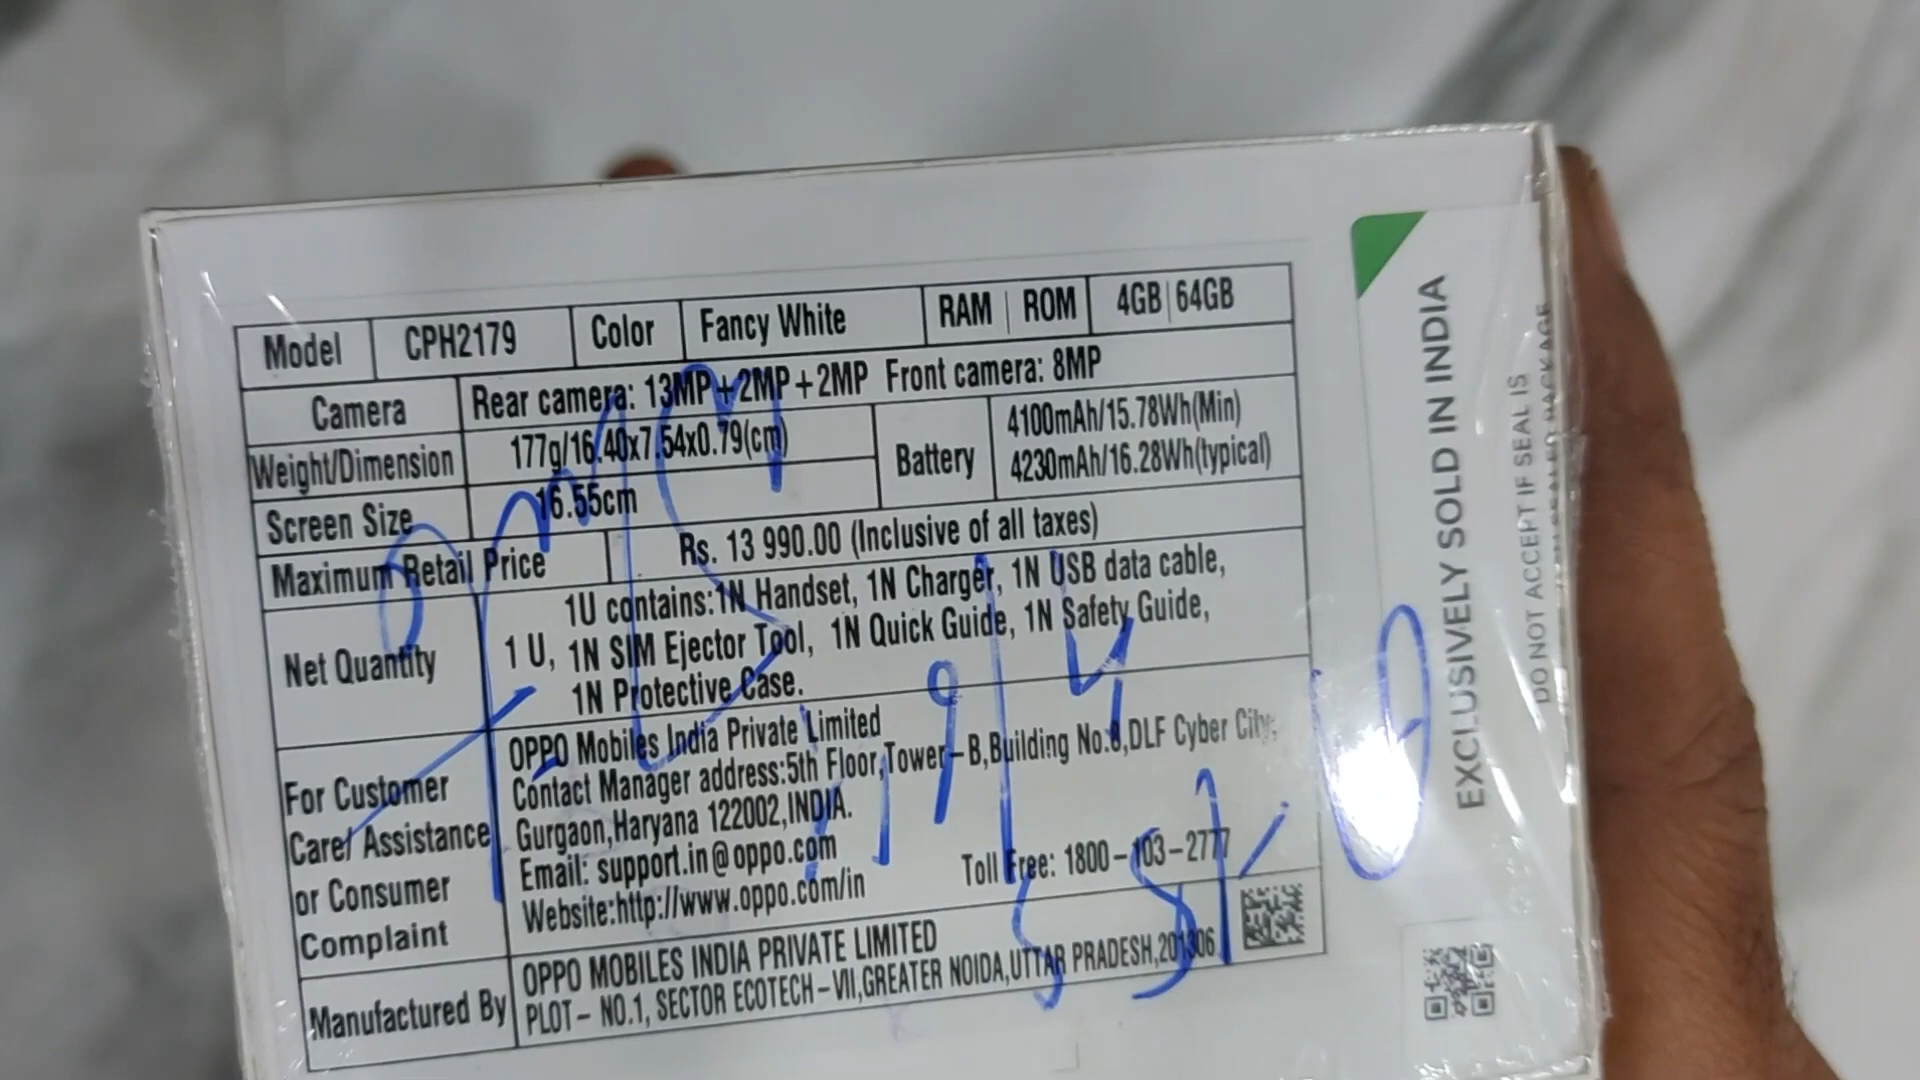 Model CPH2179 Color Fancy White RAM | ROM 4GB | 64GB
Camera Rear camera: 13MP+2MP+2MP Front camera: 8MP
Weight/Dimension 177g/16.40x7.54x0.79(cm) Battery 4100mAh/15.78Wh(Min)
4230mAh/16.28Wh(typical)
Screen Size 16.55cm
Maximum Retail Price Rs. 13 990.00 (Inclusive of all taxes)
Net Quantity 1 U, 1U contains:1N Handset, 1N Charger, 1N USB data cable,
1N SIM Ejector Tool, 1N Quick Guide, 1N Safety Guide,
1N Protective Case.
For Customer Care/ Assistance or Consumer Complaint
OPPO Mobiles India Private Limited
Contact Manager address:5th Floor,Tower-B,Building No.8,DLF Cyber City,
Gurgaon,Haryana 122002,INDIA.
Email: support.in@oppo.com
Website:http://www.oppo.com/in Toll Free: 1800-103-2777
Manufactured By OPPO MOBILES INDIA PRIVATE LIMITED
PLOT- NO.1, SECTOR ECOTECH-VII,GREATER NOIDA,UTTAR PRADESH,201306
EXCLUSIVELY SOLD IN INDIA
DO NOT ACCEPT IF SEAL IS